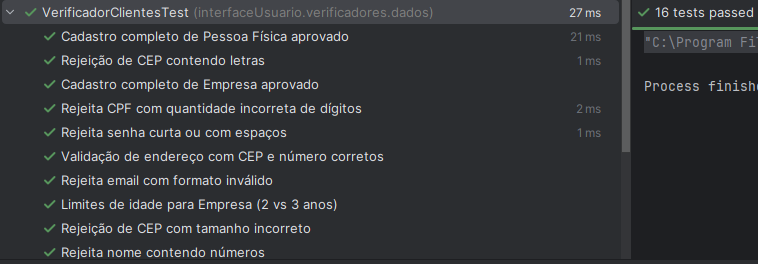 VerificadorClientesTest (interfaceUsuario.verificadores.dados) 27 ms
Cadastro completo de Pessoa Física aprovado 21 ms
Rejeição de CEP contendo letras 1 ms
Cadastro completo de Empresa aprovado
Rejeita CPF com quantidade incorreta de dígitos 2 ms
Rejeita senha curta ou com espaços 1 ms
Validação de endereço com CEP e número corretos
Rejeita email com formato inválido
Limites de idade para Empresa (2 vs 3 anos)
Rejeição de CEP com tamanho incorreto
Rejeita nome contendo números
16 tests passed
"C:\Program Fil
Process finishe